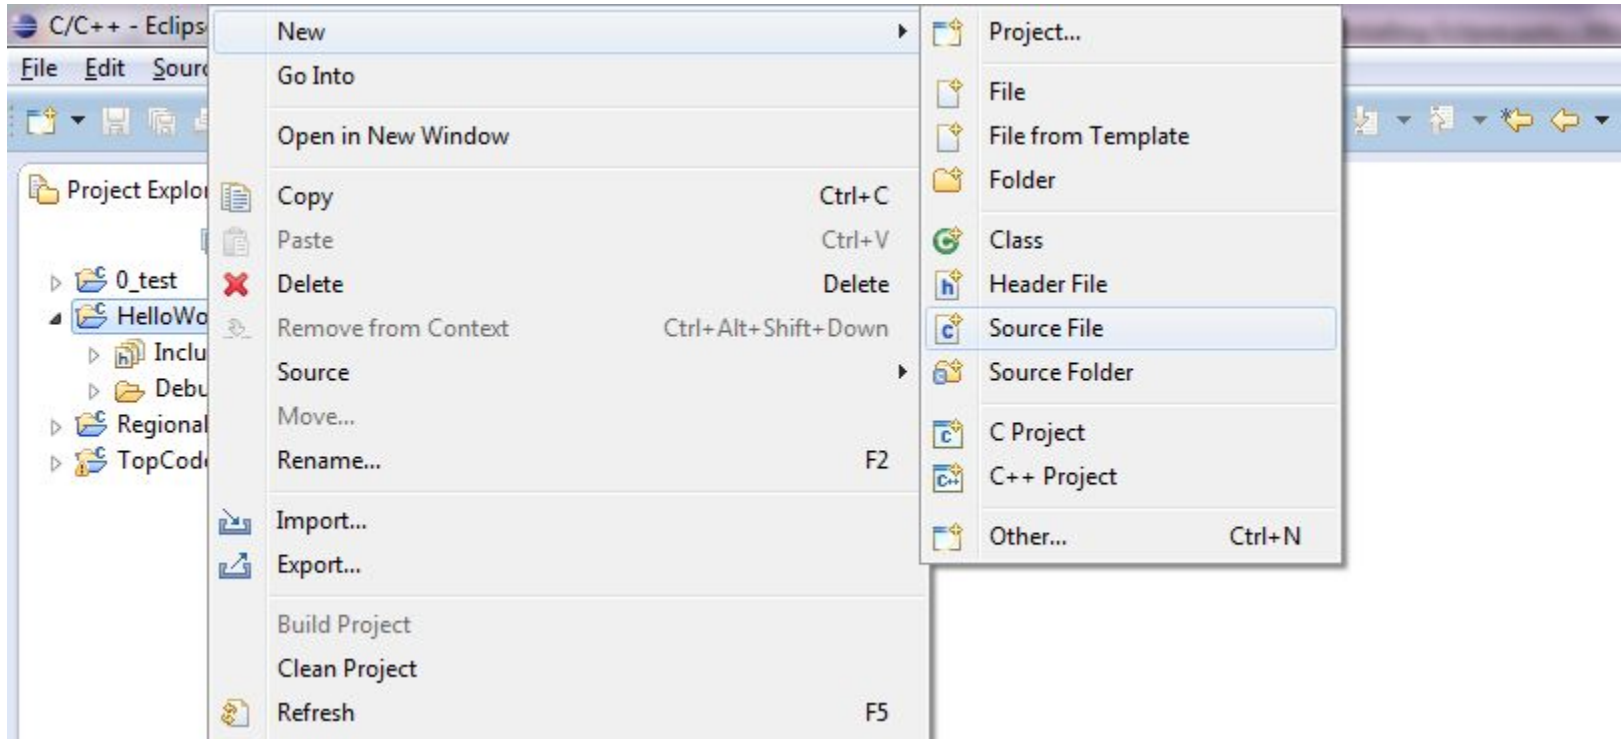 C/C++ - Eclips
File Edit Sourc
Project Explor
0_test
HelloWo
Inclu
Debu
Regional
TopCod
New
Go Into
Open in New Window
Copy Ctrl+C
Paste Ctrl+V
Delete Delete
Remove from Context Ctrl+Alt+Shift+Down
Source
Move...
Rename... F2
Import...
Export...
Build Project
Clean Project
Refresh F5
Project...
File
File from Template
Folder
Class
Header File
Source File
Source Folder
C Project
C++ Project
Other... Ctrl+N